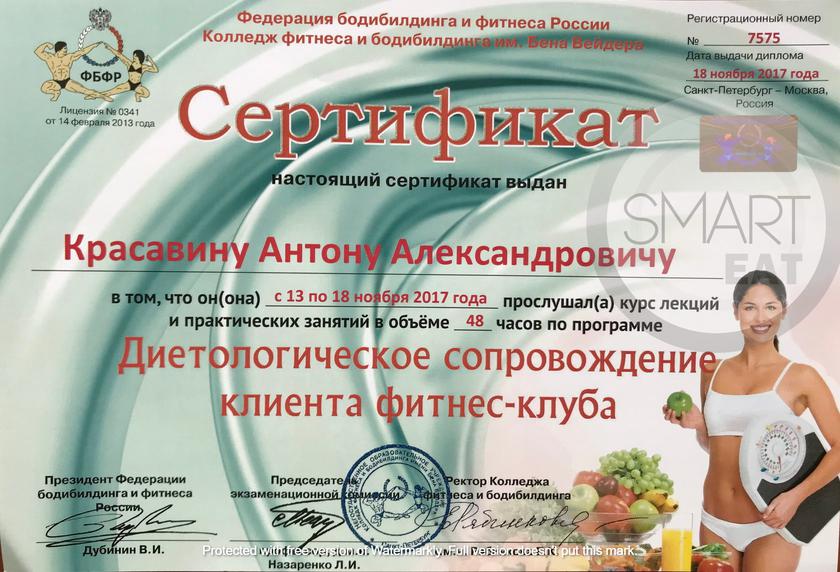 Федерация бодибилдинга и фитнеса России
Колледж фитнеса и бодибилдинга им. Бена Вейдера
Регистрационный номер
№ 7575
Дата выдачи диплома
18 ноября 2017 года
Санкт-Петербург – Москва,
Россия
ФБФР
Лицензия № 0341
от 14 февраля 2013 года
Сертификат
настоящий сертификат выдан
SMART
EAT
Красавину Антону Александровичу
в том, что он(она) с 13 по 18 ноября 2017 года прослушал(а) курс лекций
и практических занятий в объёме 48 часов по программе
Диетологическое сопровождение
клиента фитнес-клуба
Президент Федерации
бодибилдинга и фитнеса
России
Дубинин В.И.
Председатель
экзаменационной комиссии
Назаренко Л.И.
Ректор Колледжа
фитнеса и бодибилдинга
Protected with free version of Watermarkly. Full version doesn't put this mark.